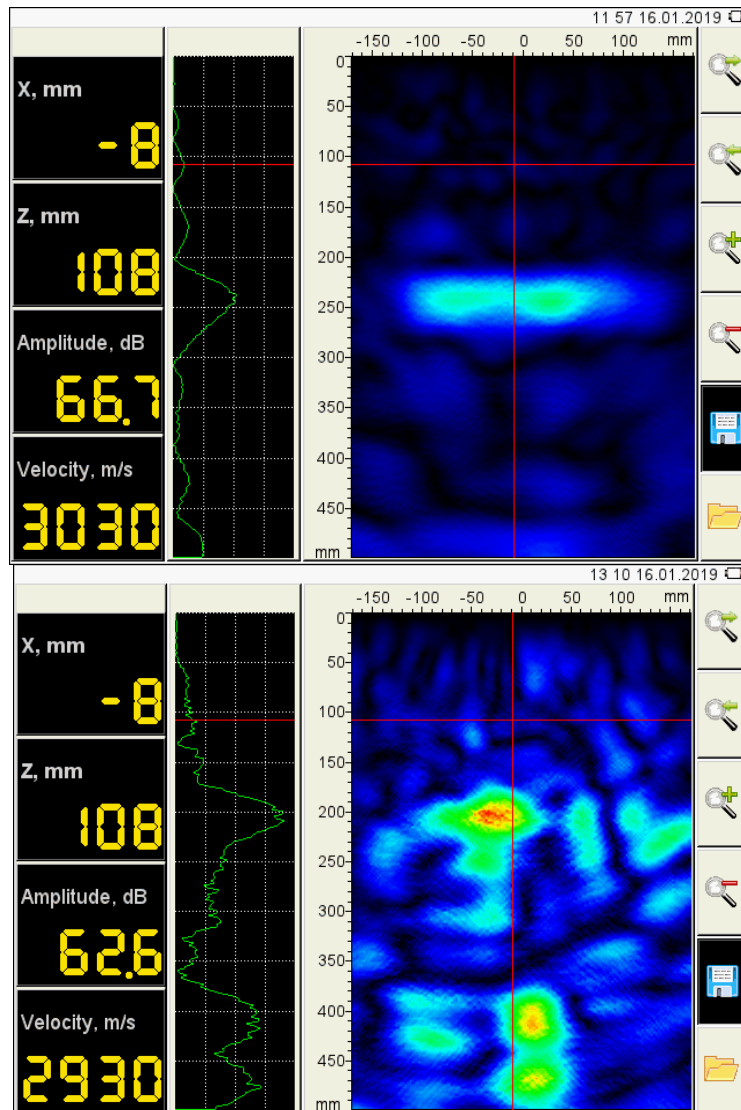 11 57 16.01.2019
-150 -100 -50 0 50 100 mm
X, mm
-8
Z, mm
108
Amplitude, dB
66.7
Velocity, m/s
3030
0
50
100
150
200
250
300
350
400
450
mm
13 10 16.01.2019
-150 -100 -50 0 50 100 mm
X, mm
-8
Z, mm
108
Amplitude, dB
62.6
Velocity, m/s
2930
0
50
100
150
200
250
300
350
400
450
mm